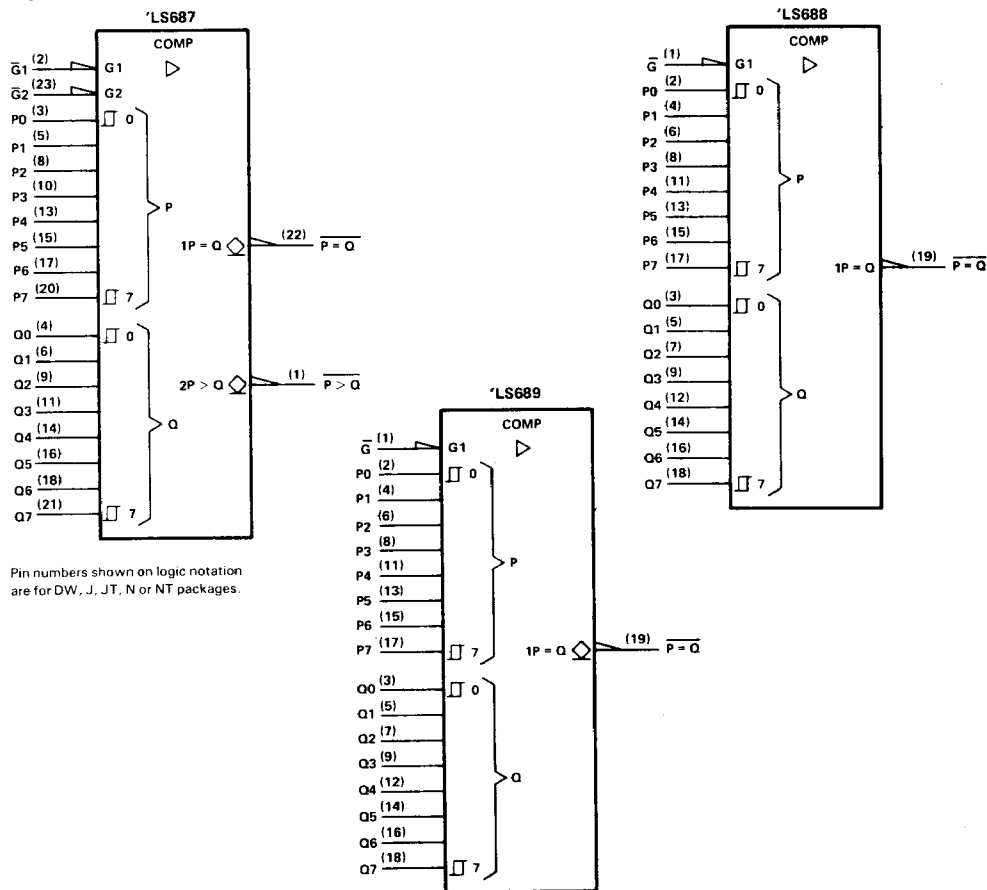 'LS687
COMP
G1 (2) G1
G2 (23) G2
P0 (3) 0
P1 (5)
P2 (8)
P3 (10)
P4 (13)
P5 (15)
P6 (17)
P7 (20) 7
P
Q0 (4) 0
Q1 (6)
Q2 (9)
Q3 (11)
Q4 (14)
Q5 (16)
Q6 (18)
Q7 (21) 7
Q
1P = Q (22) P = Q
2P > Q (1) P > Q
Pin numbers shown on logic notation
are for DW, J, JT, N or NT packages.
'LS688
COMP
G (1) G1
P0 (2) 0
P1 (4)
P2 (6)
P3 (8)
P4 (11)
P5 (13)
P6 (15)
P7 (17) 7
P
Q0 (3) 0
Q1 (5)
Q2 (7)
Q3 (9)
Q4 (12)
Q5 (14)
Q6 (16)
Q7 (18) 7
Q
1P = Q (19) P = Q
'LS689
COMP
G (1) G1
P0 (2) 0
P1 (4)
P2 (6)
P3 (8)
P4 (11)
P5 (13)
P6 (15)
P7 (17) 7
P
Q0 (3) 0
Q1 (5)
Q2 (7)
Q3 (9)
Q4 (12)
Q5 (14)
Q6 (16)
Q7 (18) 7
Q
1P = Q (19) P = Q